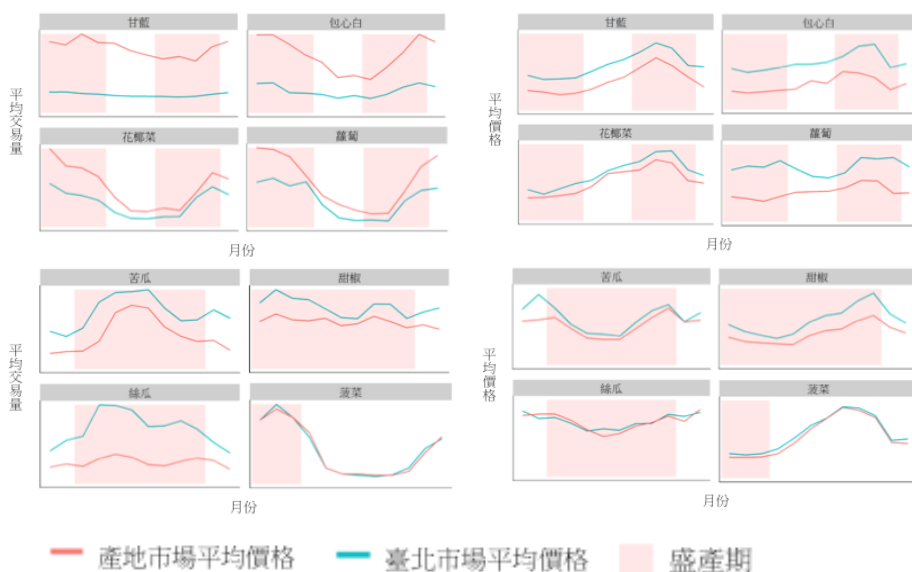 甘藍 包心白
平均交易量
花椰菜 蘿蔔
月份
甘藍 包心白
平均價格
花椰菜 蘿蔔
月份
苦瓜 甜椒
平均交易量
絲瓜 菠菜
月份
苦瓜 甜椒
平均價格
絲瓜 菠菜
月份
產地市場平均價格 臺北市場平均價格 盛產期